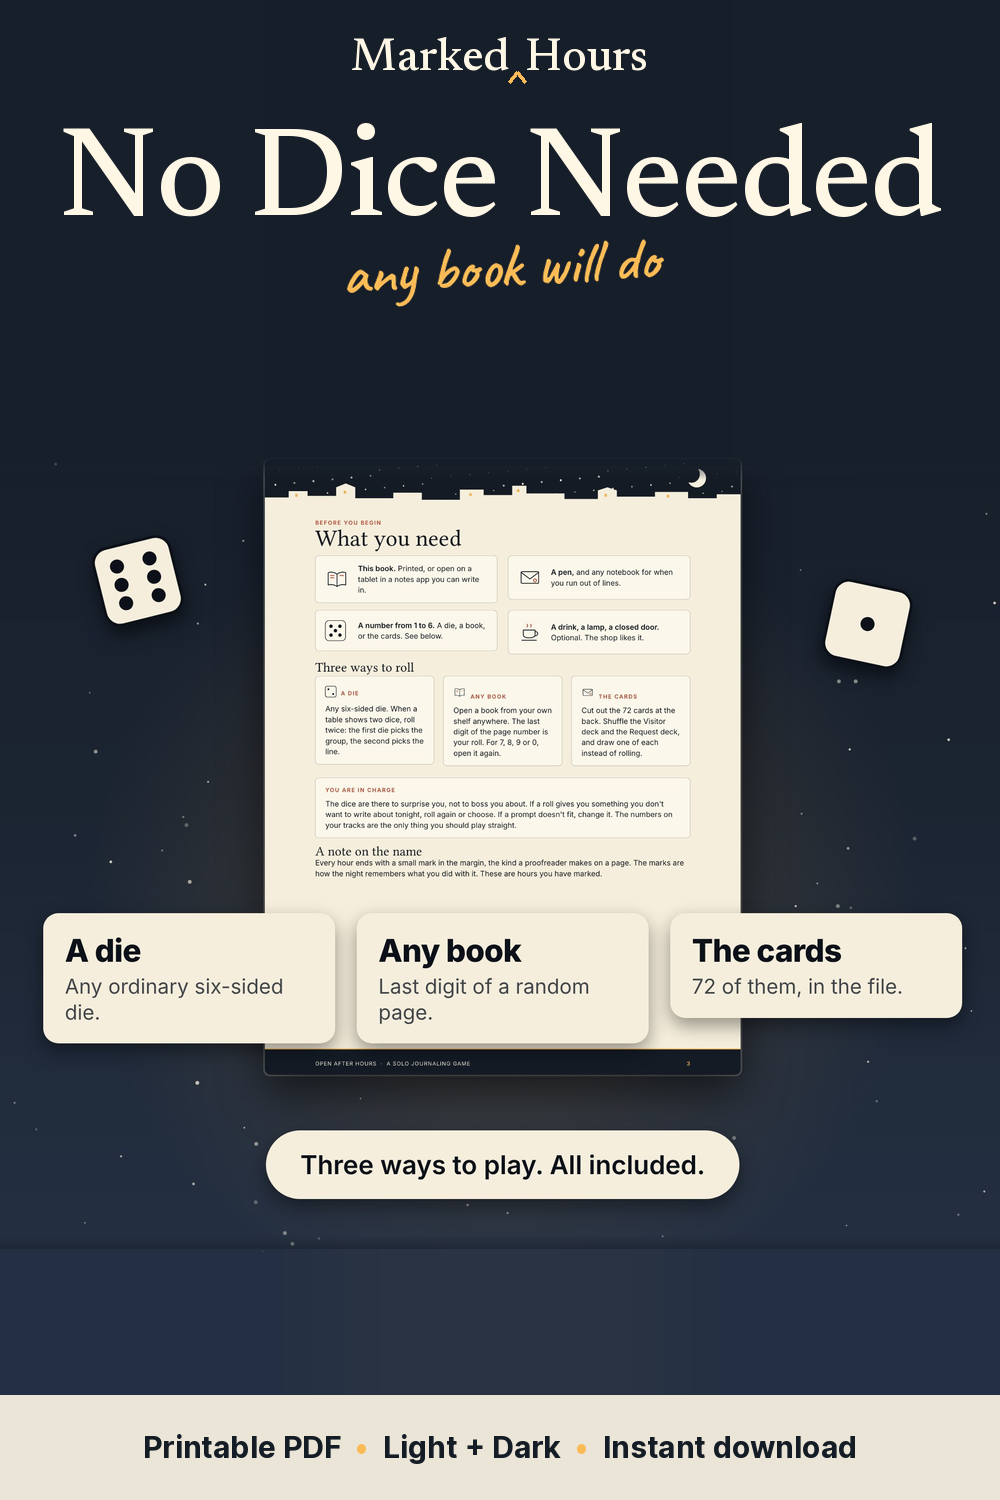 Marked Hours
No Dice Needed
any book will do
BEFORE YOU BEGIN
What you need
This book. Printed, or open on a
tablet in a notes app you can write
in.
A pen, and any notebook for when
you run out of lines.
A number from 1 to 6. A die, a book,
or the cards. See below.
A drink, a lamp, a closed door.
Optional. The shop likes it.
Three ways to roll
A DIE
Any six-sided die. When a
table shows two dice, roll
twice: the first die picks the
group, the second picks the
line.
ANY BOOK
Open a book from your own
shelf anywhere. The last
digit of the page number is
your roll. For 7, 8, 9 or 0,
open it again.
THE CARDS
Cut out the 72 cards at the
back. Shuffle the Visitor
deck and the Request deck,
and draw one of each
instead of rolling.
YOU ARE IN CHARGE
The dice are there to surprise you, not to boss you about. If a roll gives you something you don't
want to write about tonight, roll again or choose. If a prompt doesn't fit, change it. The numbers on
your tracks are the only thing you should play straight.
A note on the name
Every hour ends with a small mark in the margin, the kind a proofreader makes on a page. The marks are
how the night remembers what you did with it. These are hours you have marked.
A die
Any ordinary six-sided
die.
Any book
Last digit of a random
page.
The cards
72 of them, in the file.
OPEN AFTER HOURS · A SOLO JOURNALING GAME 3
Three ways to play. All included.
Printable PDF • Light + Dark • Instant download